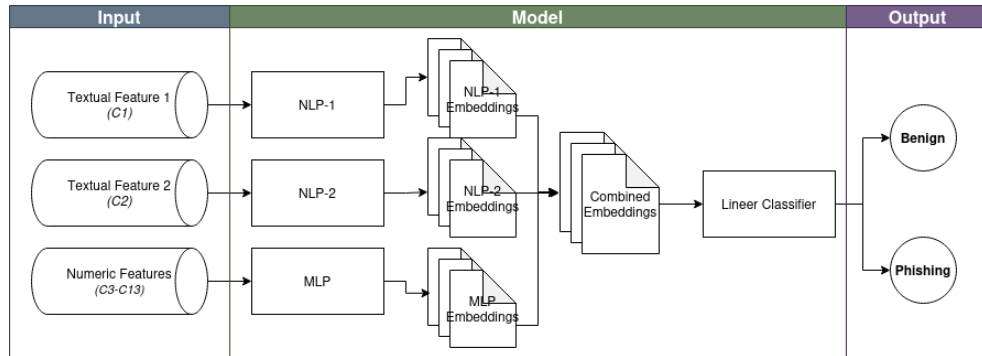 Input
Model
Output
Textual Feature 1
(C1)
NLP-1
NLP-1
Embeddings
Textual Feature 2
(C2)
NLP-2
NLP-2
Embeddings
Numeric Features
(C3-C13)
MLP
MLP
Embeddings
Combined
Embeddings
Lineer Classifier
Benign
Phishing